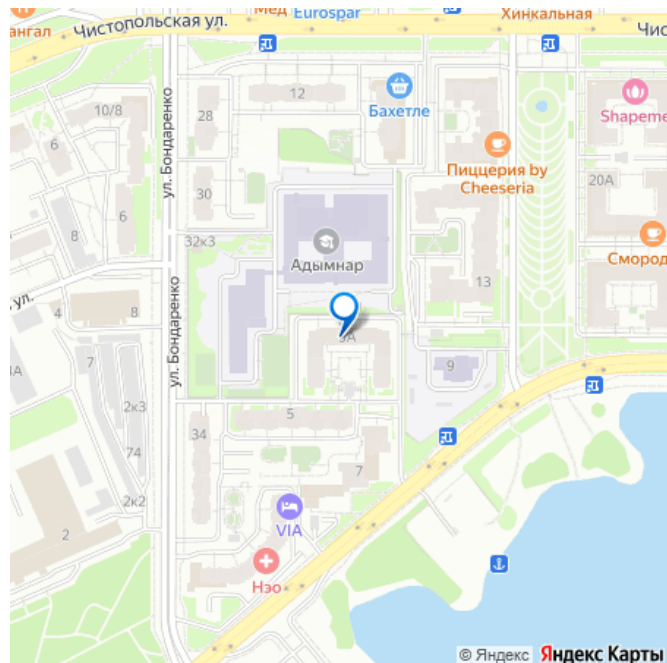 Мед
Eurospar
Хинкальная
ангал
Чистопольская ул.
Чис
12
Бахетле
10/8
28
Shapeme
ул. Бондаренко
6
Пиццерия by
Cheeseria
30
20А
6
8
32к3
Адымнар
Смород
13
ул.
4
8
ул. Бондаренко
7
9
2к3
5
34
74
7
2к2
VIA
2
Нэо
© Яндекс
Яндекс Карты